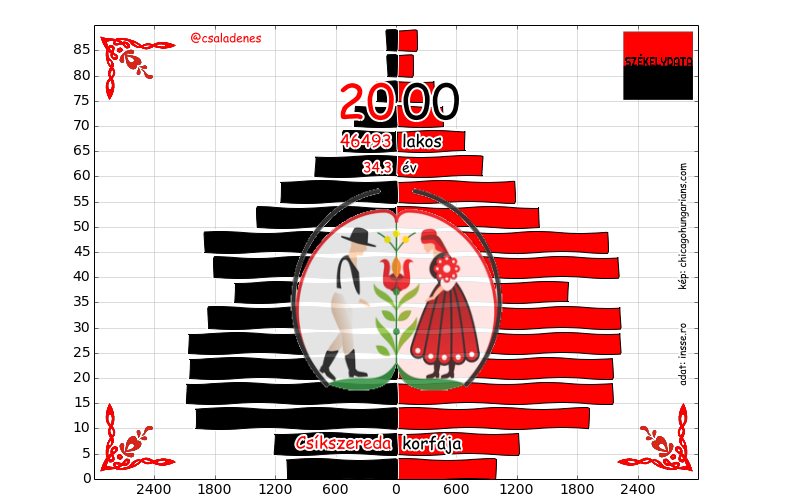 @csaladenes
SZÉKELYDATA
2000
46493 lakos
34.3 év
kép: chicagohungarians.com
adat: insse.ro
Csíkszereda korfája
85
80
75
70
65
60
55
50
45
40
35
30
25
20
15
10
5
0
2400 1800 1200 600 0 600 1200 1800 2400